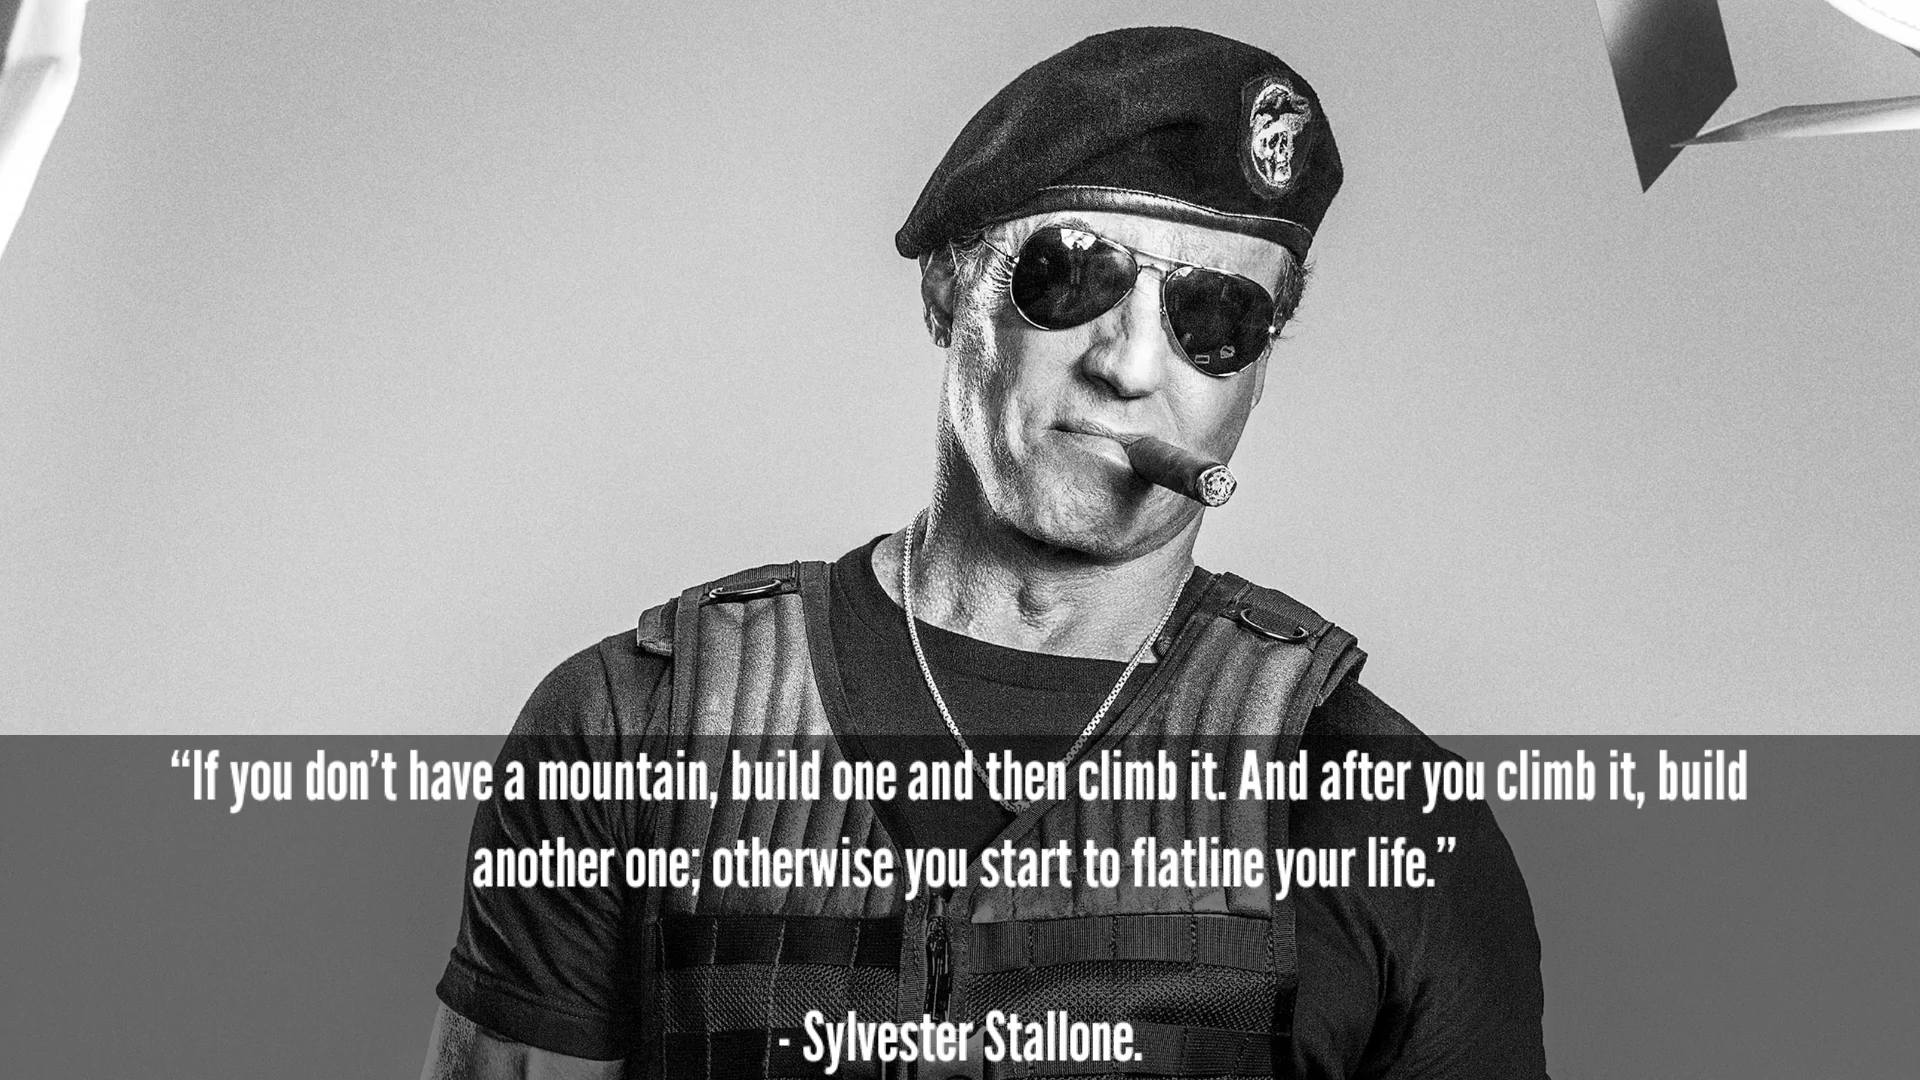 “If you don’t have a mountain, build one and then climb it. And after you climb it, build
another one; otherwise you start to flatline your life.”
- Sylvester Stallone.